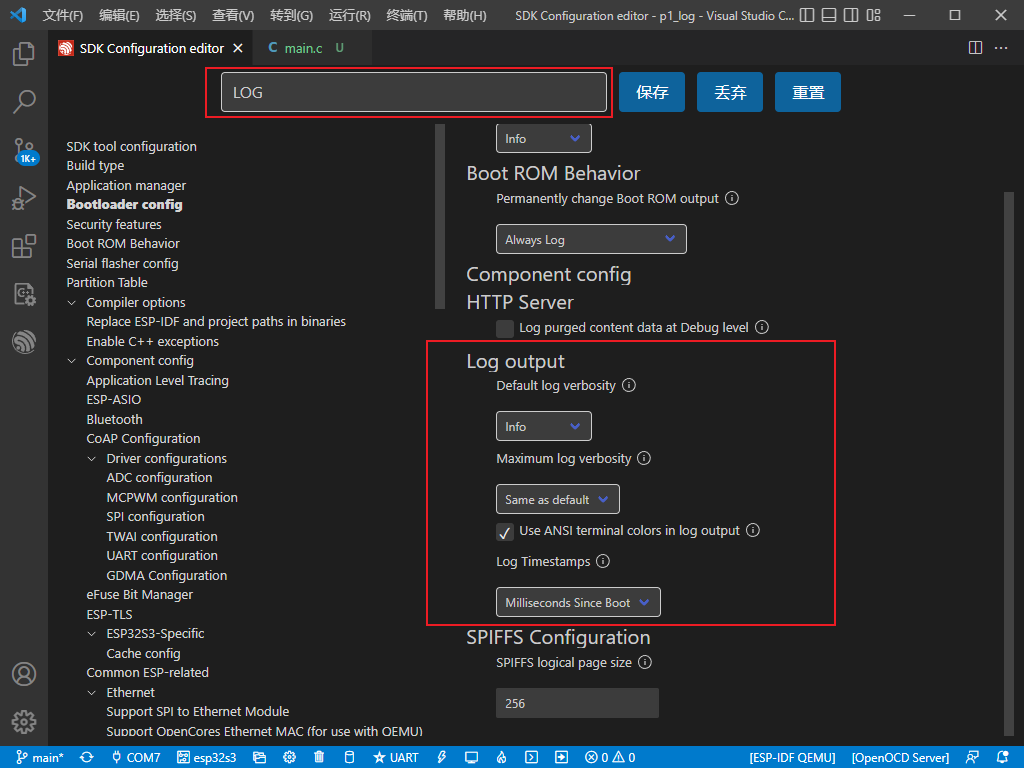 文件(F) 编辑(E) 选择(S) 查看(V) 转到(G) 运行(R) 终端(T) 帮助(H) SDK Configuration editor - p1_log - Visual Studio C...
SDK Configuration editor
C main.c U
LOG
保存
丢弃
重置
1K+
SDK tool configuration
Build type
Application manager
Bootloader config
Security features
Boot ROM Behavior
Serial flasher config
Partition Table
Compiler options
Replace ESP-IDF and project paths in binaries
Enable C++ exceptions
Component config
Application Level Tracing
ESP-ASIO
Bluetooth
CoAP Configuration
Driver configurations
ADC configuration
MCPWM configuration
SPI configuration
TWAI configuration
UART configuration
GDMA Configuration
eFuse Bit Manager
ESP-TLS
ESP32S3-Specific
Cache config
Common ESP-related
Ethernet
Support SPI to Ethernet Module
Support OpenCores Ethernet MAC (for use with QEMU)
Info
Boot ROM Behavior
Permanently change Boot ROM output
Always Log
Component config
HTTP Server
Log purged content data at Debug level
Log output
Default log verbosity
Info
Maximum log verbosity
Same as default
Use ANSI terminal colors in log output
Log Timestamps
Milliseconds Since Boot
SPIFFS Configuration
SPIFFS logical page size
256
main* COM7 esp32s3 UART 0 0 [ESP-IDF QEMU] [OpenOCD Server]